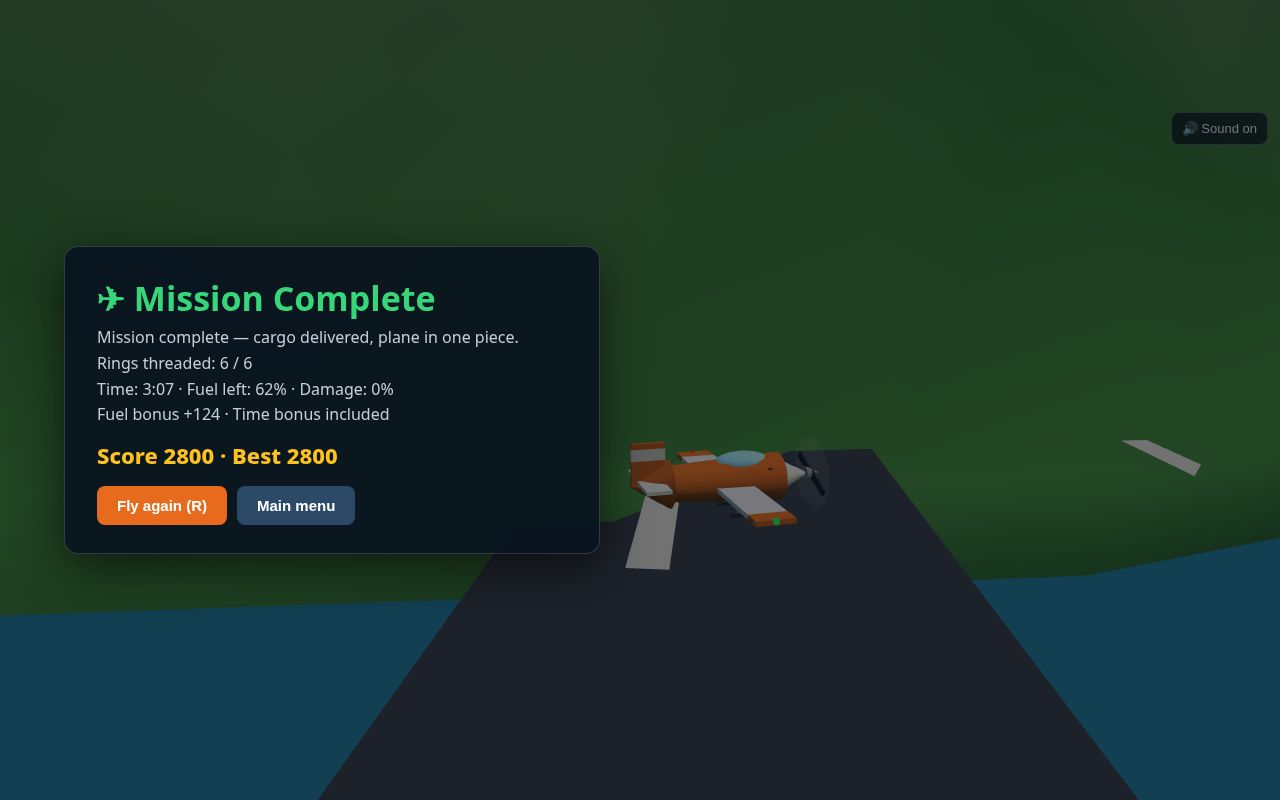 🔊 Sound on
✈ Mission Complete
Mission complete — cargo delivered, plane in one piece.
Rings threaded: 6 / 6
Time: 3:07 · Fuel left: 62% · Damage: 0%
Fuel bonus +124 · Time bonus included
Score 2800 · Best 2800
Fly again (R) Main menu